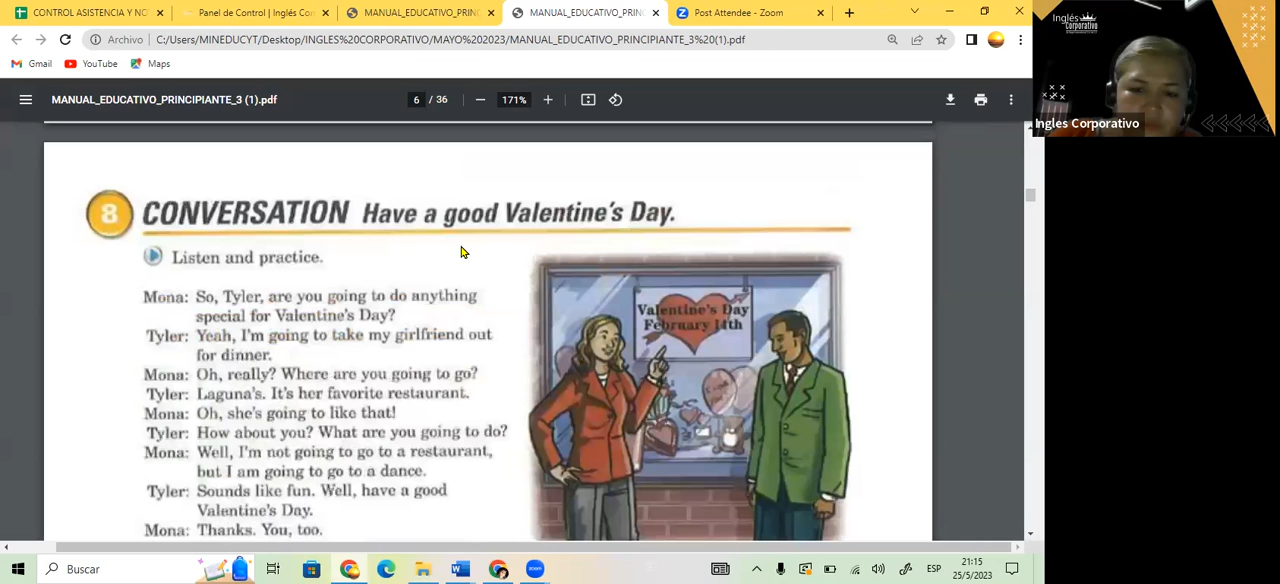 CONTROL ASISTENCIA Y NO
Panel de Control | Inglés Co
MANUAL_EDUCATIVO_PRIN
MANUAL_EDUCATIVO_PRINC
Post Attendee - Zoom
Archivo
C:/Users/MINEDUCYT/Desktop/INGLES%20CORPORATIVO/MAYO%202023/MANUAL_EDUCATIVO_PRINCIPIANTE_3%20(1).pdf
Gmail
YouTube
Maps
MANUAL_EDUCATIVO_PRINCIPIANTE_3 (1).pdf
6 / 36
171%
8 CONVERSATION Have a good Valentine's Day.
Listen and practice.
Mona: So, Tyler, are you going to do anything
special for Valentine's Day?
Tyler: Yeah, I'm going to take my girlfriend out
for dinner.
Mona: Oh, really? Where are you going to go?
Tyler: Laguna's. It's her favorite restaurant.
Mona: Oh, she's going to like that!
Tyler: How about you? What are you going to do?
Mona: Well, I'm not going to go to a restaurant,
but I am going to go to a dance.
Tyler: Sounds like fun. Well, have a good
Valentine's Day.
Mona: Thanks. You, too.
Valentine's Day
February 14th
Inglés
Corporativo
Ingles Corporativo
Buscar
ESP
21:15
25/5/2023